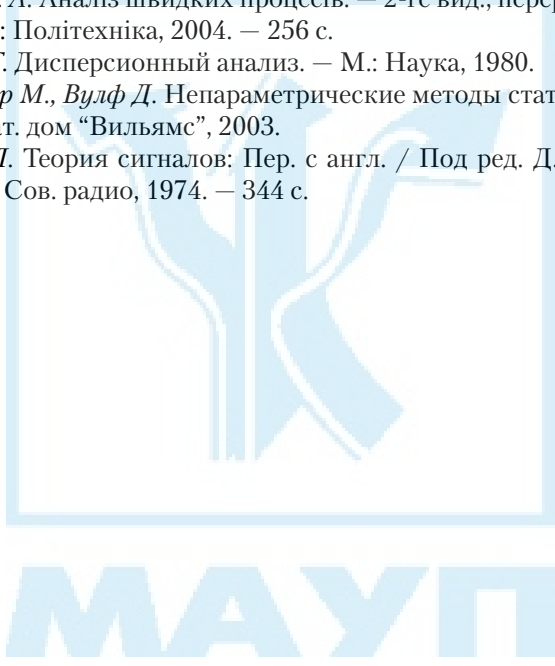 . А. Аналіз швидких процесів. — 2-ге вид., перер
: Політехніка, 2004. — 256 с.
Г. Дисперсионный анализ. — М.: Наука, 1980.
р М., Вулф Д. Непараметрические методы стат
ат. дом “Вильямс”, 2003.
Л. Теория сигналов: Пер. с англ. / Под ред. Д.
Сов. радио, 1974. — 344 с.
МАУП